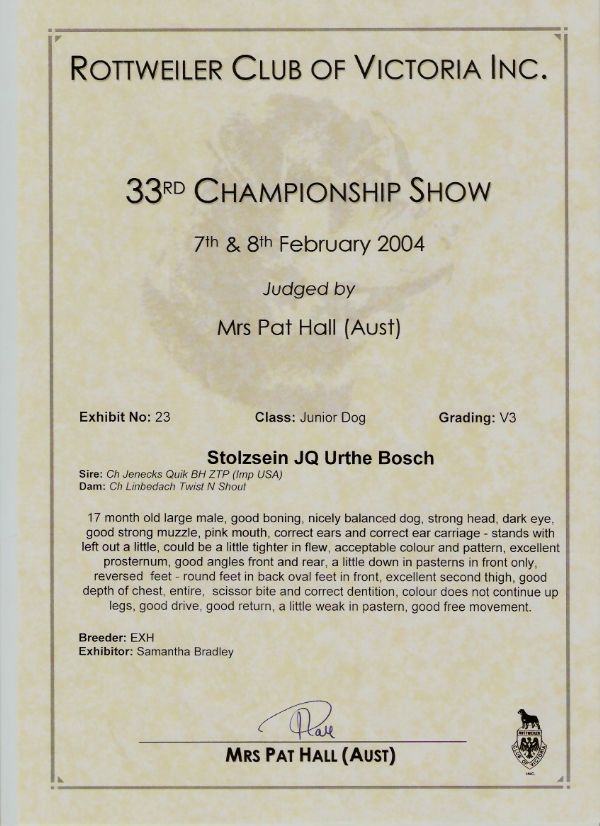 ROTTWEILER CLUB OF VICTORIA INC.
33RD CHAMPIONSHIP SHOW
7th & 8th February 2004
Judged by
Mrs Pat Hall (Aust)
Exhibit No: 23 Class: Junior Dog Grading: V3
Stolzsein JQ Urthe Bosch
Sire: Ch Jenecks Quik BH ZTP (Imp USA)
Dam: Ch Linbedach Twist N Shout
17 month old large male, good boning, nicely balanced dog, strong head, dark eye,
good strong muzzle, pink mouth, correct ears and correct ear carriage - stands with
left out a little, could be a little tighter in flew, acceptable colour and pattern, excellent
prosternum, good angles front and rear, a little down in pasterns in front only,
reversed feet - round feet in back oval feet in front, excellent second thigh, good
depth of chest, entire, scissor bite and correct dentition, colour does not continue up
legs, good drive, good return, a little weak in pastern, good free movement.
Breeder: EXH
Exhibitor: Samantha Bradley
PHall
MRS PAT HALL (AUST)
ROTTWEILER
CLUB OF VICTORIA
INC.